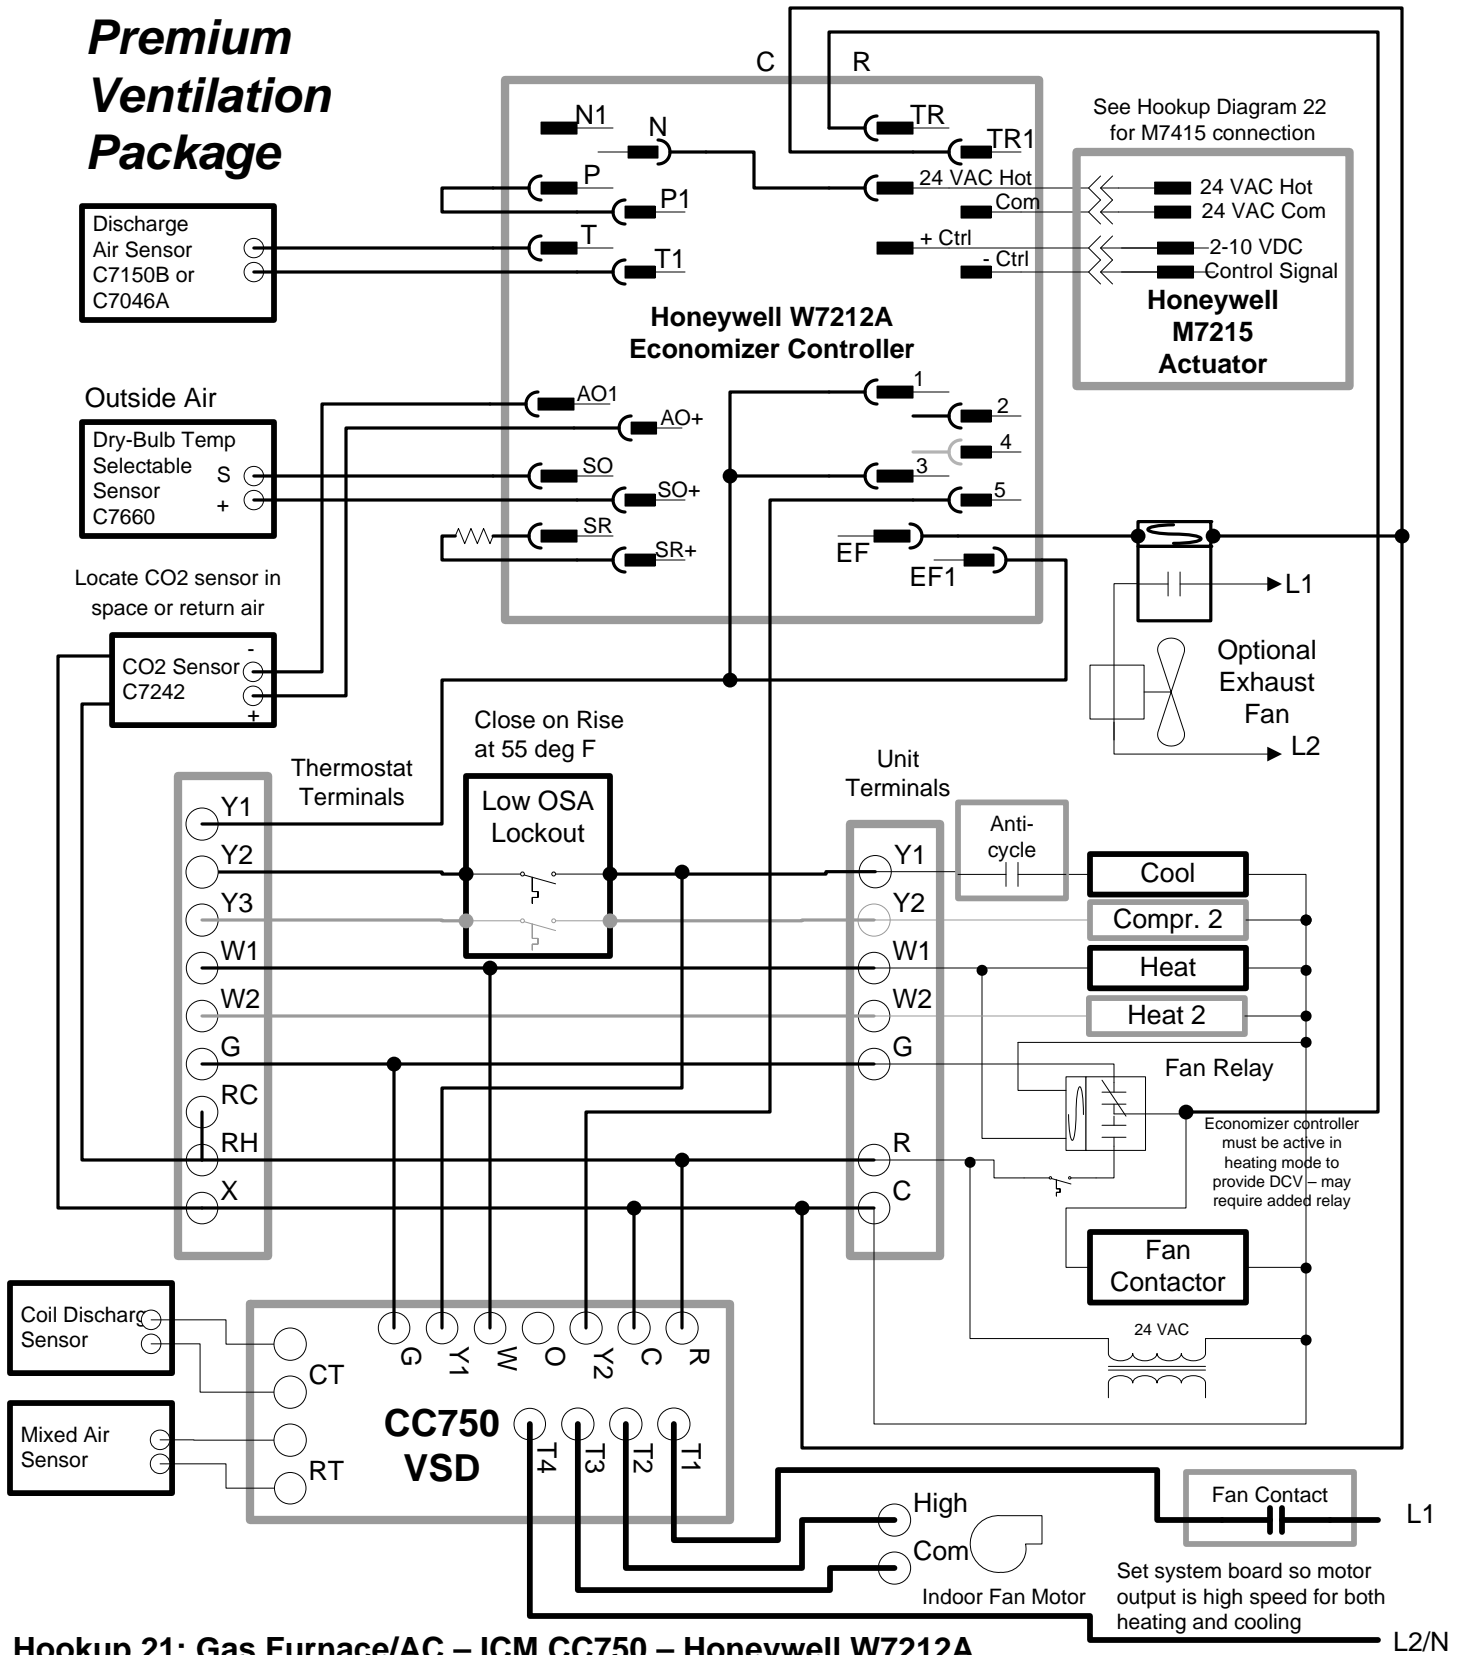 Premium
Ventilation
Package
C
R
See Hookup Diagram 22
for M7415 connection
N1
N
P
P1
T
T1
TR
TR1
24 VAC Hot
Com
+ Ctrl
- Ctrl
24 VAC Hot
24 VAC Com
2-10 VDC
Control Signal
Honeywell
M7215
Actuator
Discharge
Air Sensor
C7150B or
C7046A
Honeywell W7212A
Economizer Controller
Outside Air
Dry-Bulb Temp
Selectable
Sensor
C7660
S
+
AO1
AO+
SO
SO+
SR
SR+
1
2
4
3
5
EF
EF1
L1
Optional
Exhaust
Fan
L2
Locate CO2 sensor in
space or return air
CO2 Sensor
C7242
-
+
Close on Rise
at 55 deg F
Low OSA
Lockout
Thermostat
Terminals
Y1
Y2
Y3
W1
W2
G
RC
RH
X
Unit
Terminals
Y1
Y2
W1
W2
G
R
C
Anti-
cycle
Cool
Compr. 2
Heat
Heat 2
Fan Relay
Economizer controller
must be active in
heating mode to
provide DCV – may
require added relay
Fan
Contactor
24 VAC
Coil Discharg
Sensor
Mixed Air
Sensor
CT
RT
G
Y1
W
O
Y2
C
R
CC750
VSD
T4
T3
T2
T1
High
Com
Indoor Fan Motor
Fan Contact
L1
Set system board so motor
output is high speed for both
heating and cooling
L2/N
Hookup 21: Gas Furnace/AC – ICM CC750 – Honeywell W7212A